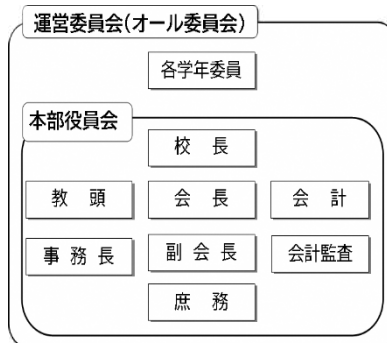 運営委員会(オール委員会)
各学年委員
本部役員会
校　長
教　頭
会　長
会　計
事 務 長
副 会 長
会計監査
庶　務